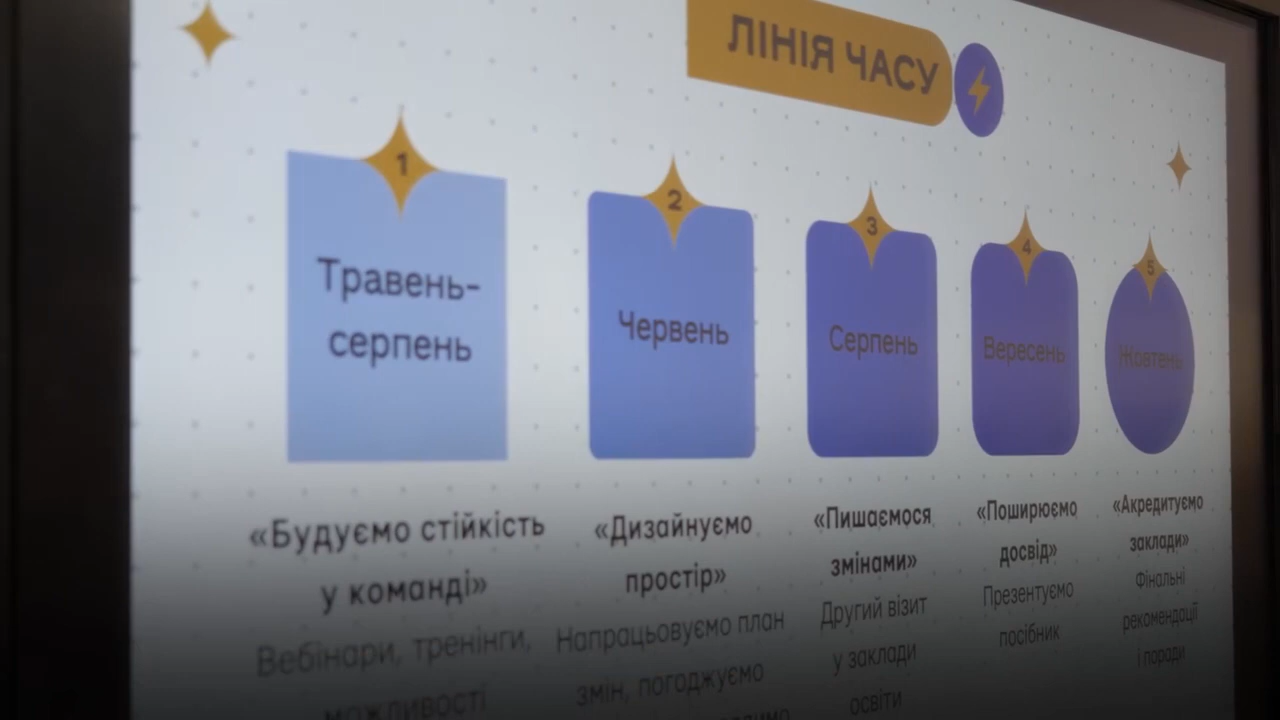 ЛІНІЯ ЧАСУ
1
Травень-
серпень
«Будуємо стійкість
у команді»
Вебінари, тренінги,
можливості
2
Червень
«Дизайнуємо
простір»
Напрацьовуємо план
змін, погоджуємо
3
Серпень
«Пишаємося
змінами»
Другий візит
у заклади
освіти
4
Вересень
«Поширюємо
досвід»
Презентуємо
посібник
5
Жовтень
«Акредитуємо
заклади»
Фінальні
рекомендації
і поради